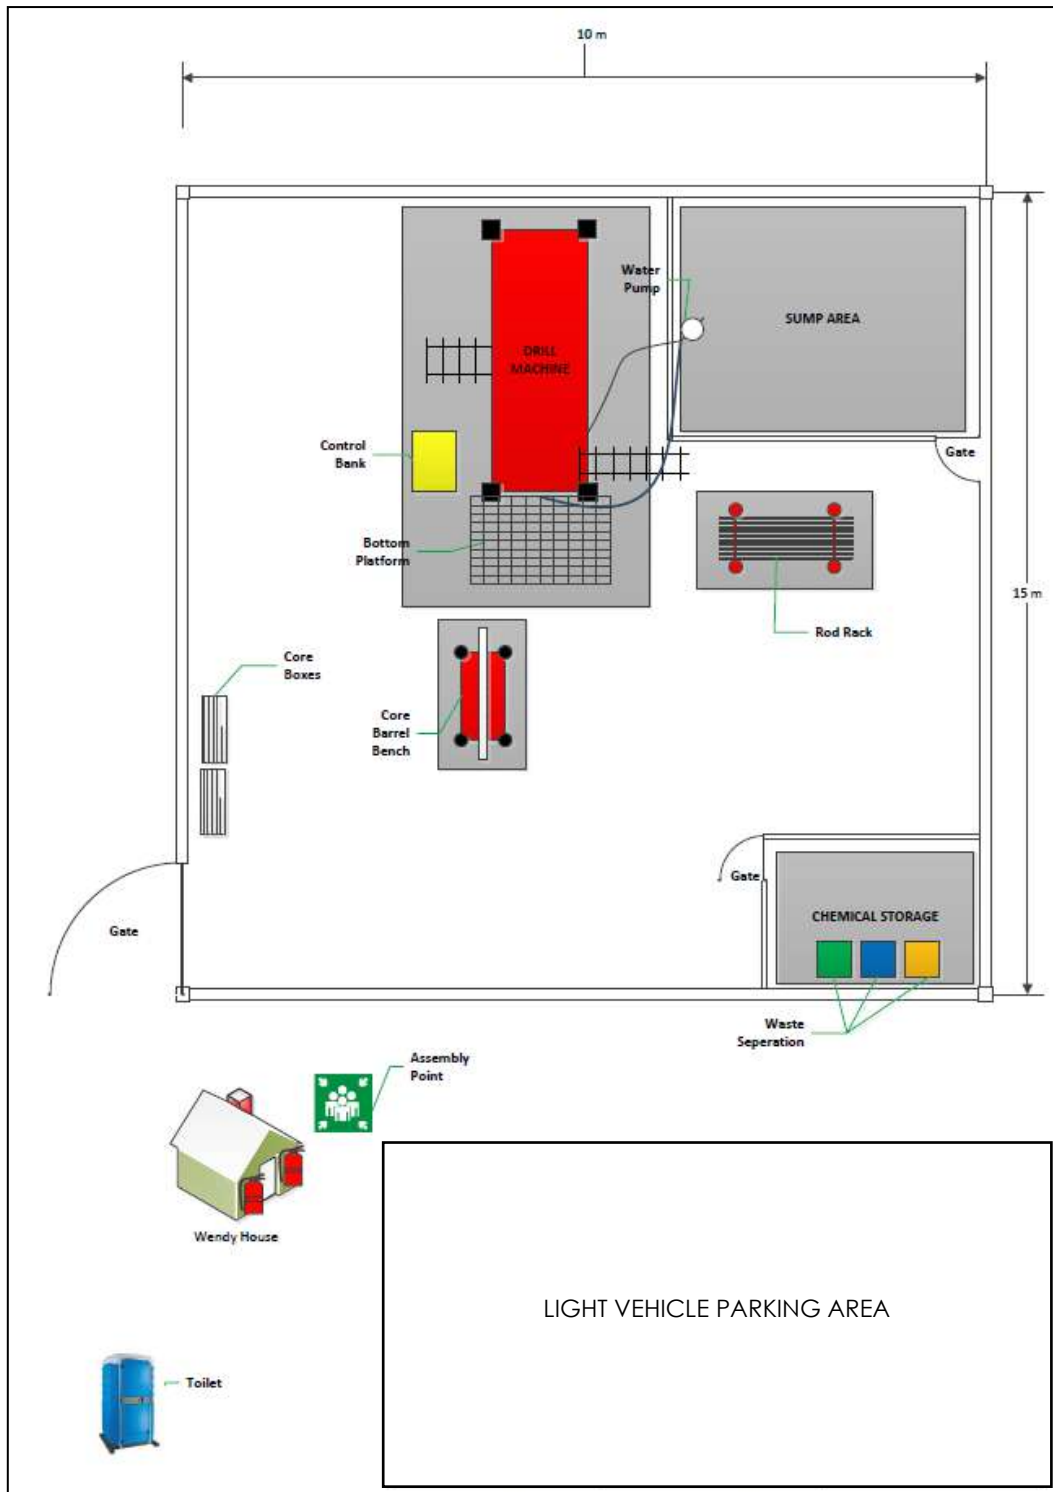 10 m
Water
Pump
SUMP AREA
DRILL
MACHINE
Control
Bank
Gate
Bottom
Platform
15 m
Rod Rack
Core
Boxes
Core
Barrel
Bench
Gate
CHEMICAL STORAGE
Gate
Waste
Seperation
Assembly
Point
Wendy House
LIGHT VEHICLE PARKING AREA
Toilet